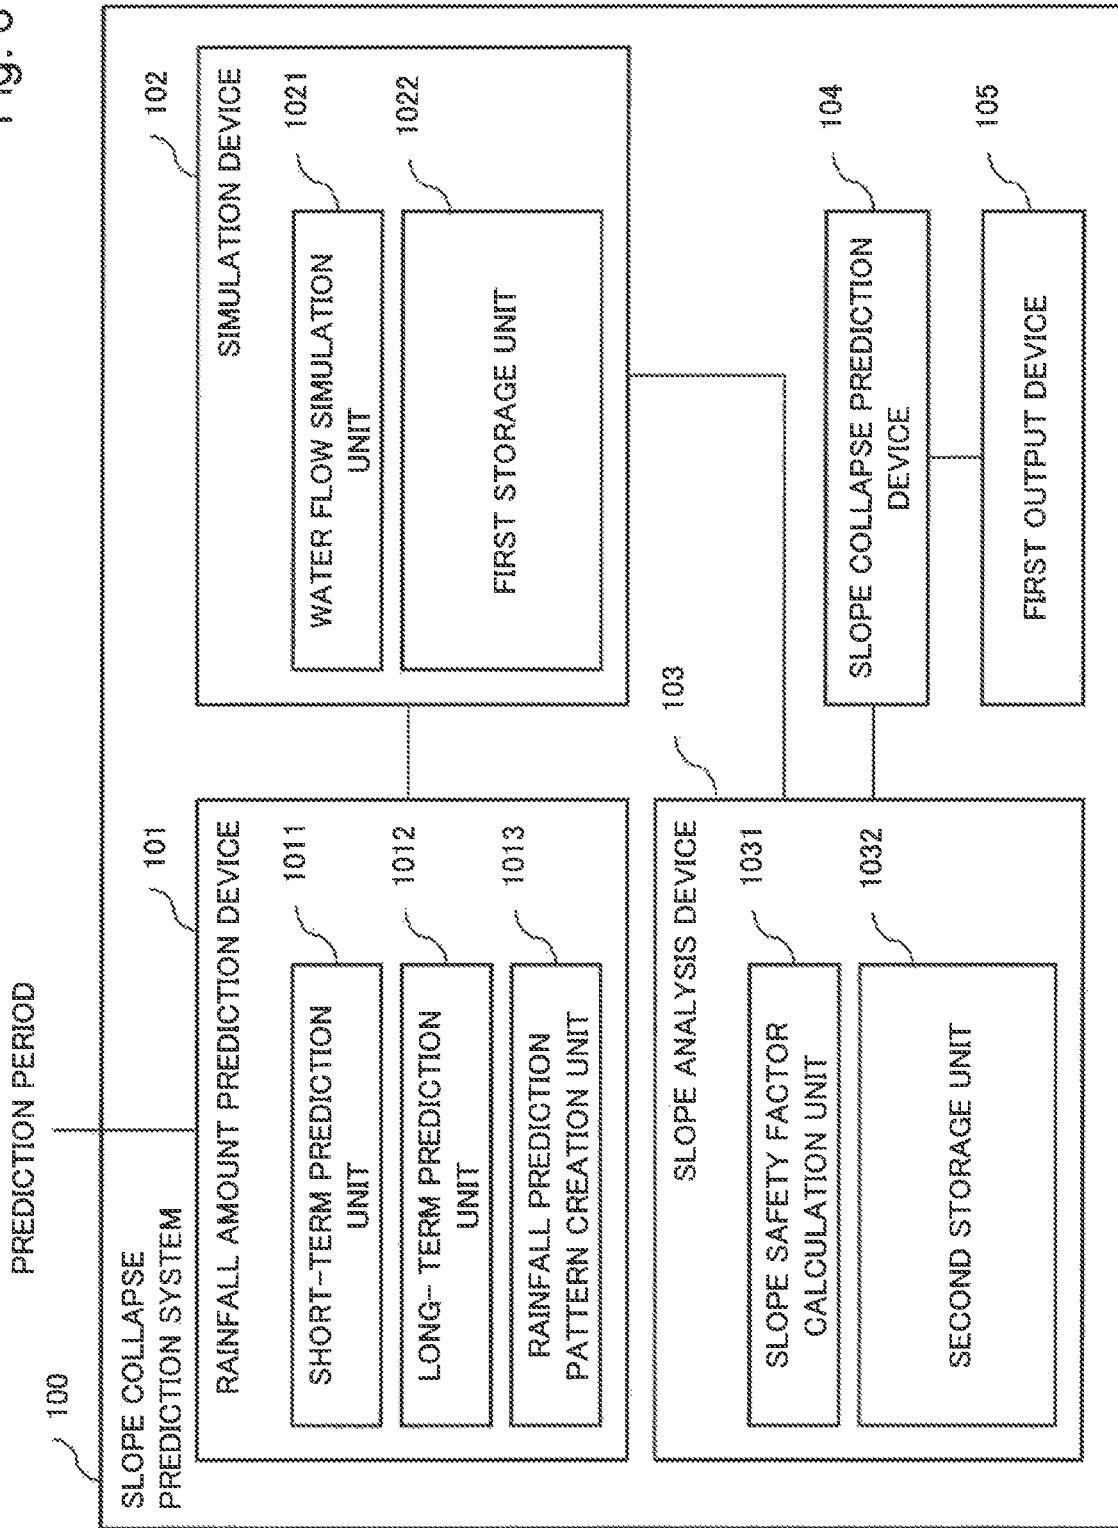 PREDICTION PERIOD
100
SLOPE COLLAPSE
PREDICTION SYSTEM
101
RAINFALL AMOUNT PREDICTION DEVICE
1011
SHORT-TERM PREDICTION
UNIT
1012
LONG- TERM PREDICTION
UNIT
1013
RAINFALL PREDICTION
PATTERN CREATION UNIT
102
SIMULATION DEVICE
1021
WATER FLOW SIMULATION
UNIT
1022
FIRST STORAGE UNIT
103
SLOPE ANALYSIS DEVICE
1031
SLOPE SAFETY FACTOR
CALCULATION UNIT
1032
SECOND STORAGE UNIT
104
SLOPE COLLAPSE PREDICTION
DEVICE
105
FIRST OUTPUT DEVICE